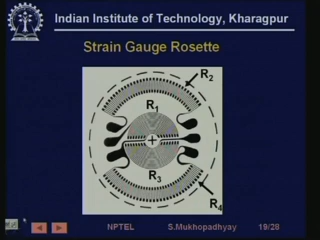 Indian Institute of Technology, Kharagpur
Strain Gauge Rosette
R2
R1
R3
R4
NPTEL S.Mukhopadhyay 19/28